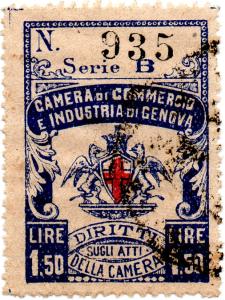 N. 935
Serie B
CAMERA DI COMMERCIO
E INDUSTRIA DI GENOVA
LIRE DIRITTI LIRE
1.50 SUGLI ATTI 1.50
DELLA CAMERA